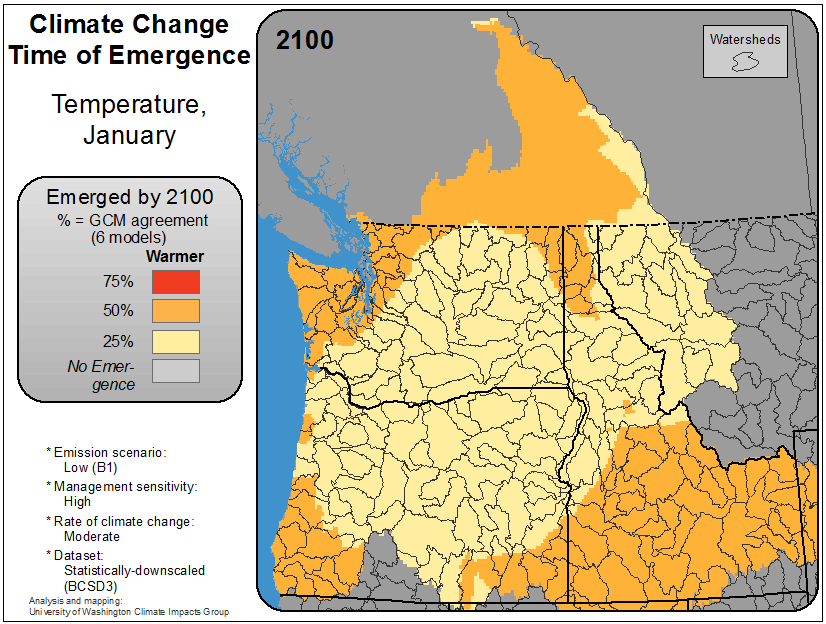 Climate Change
Time of Emergence
Temperature,
January
Emerged by 2100
% = GCM agreement
(6 models)
Warmer
75%
50%
25%
No Emer-
gence
* Emission scenario:
Low (B1)
* Management sensitivity:
High
* Rate of climate change:
Moderate
* Dataset:
Statistically-downscaled
(BCSD3)
Analysis and mapping:
University of Washington Climate Impacts Group
2100
Watersheds